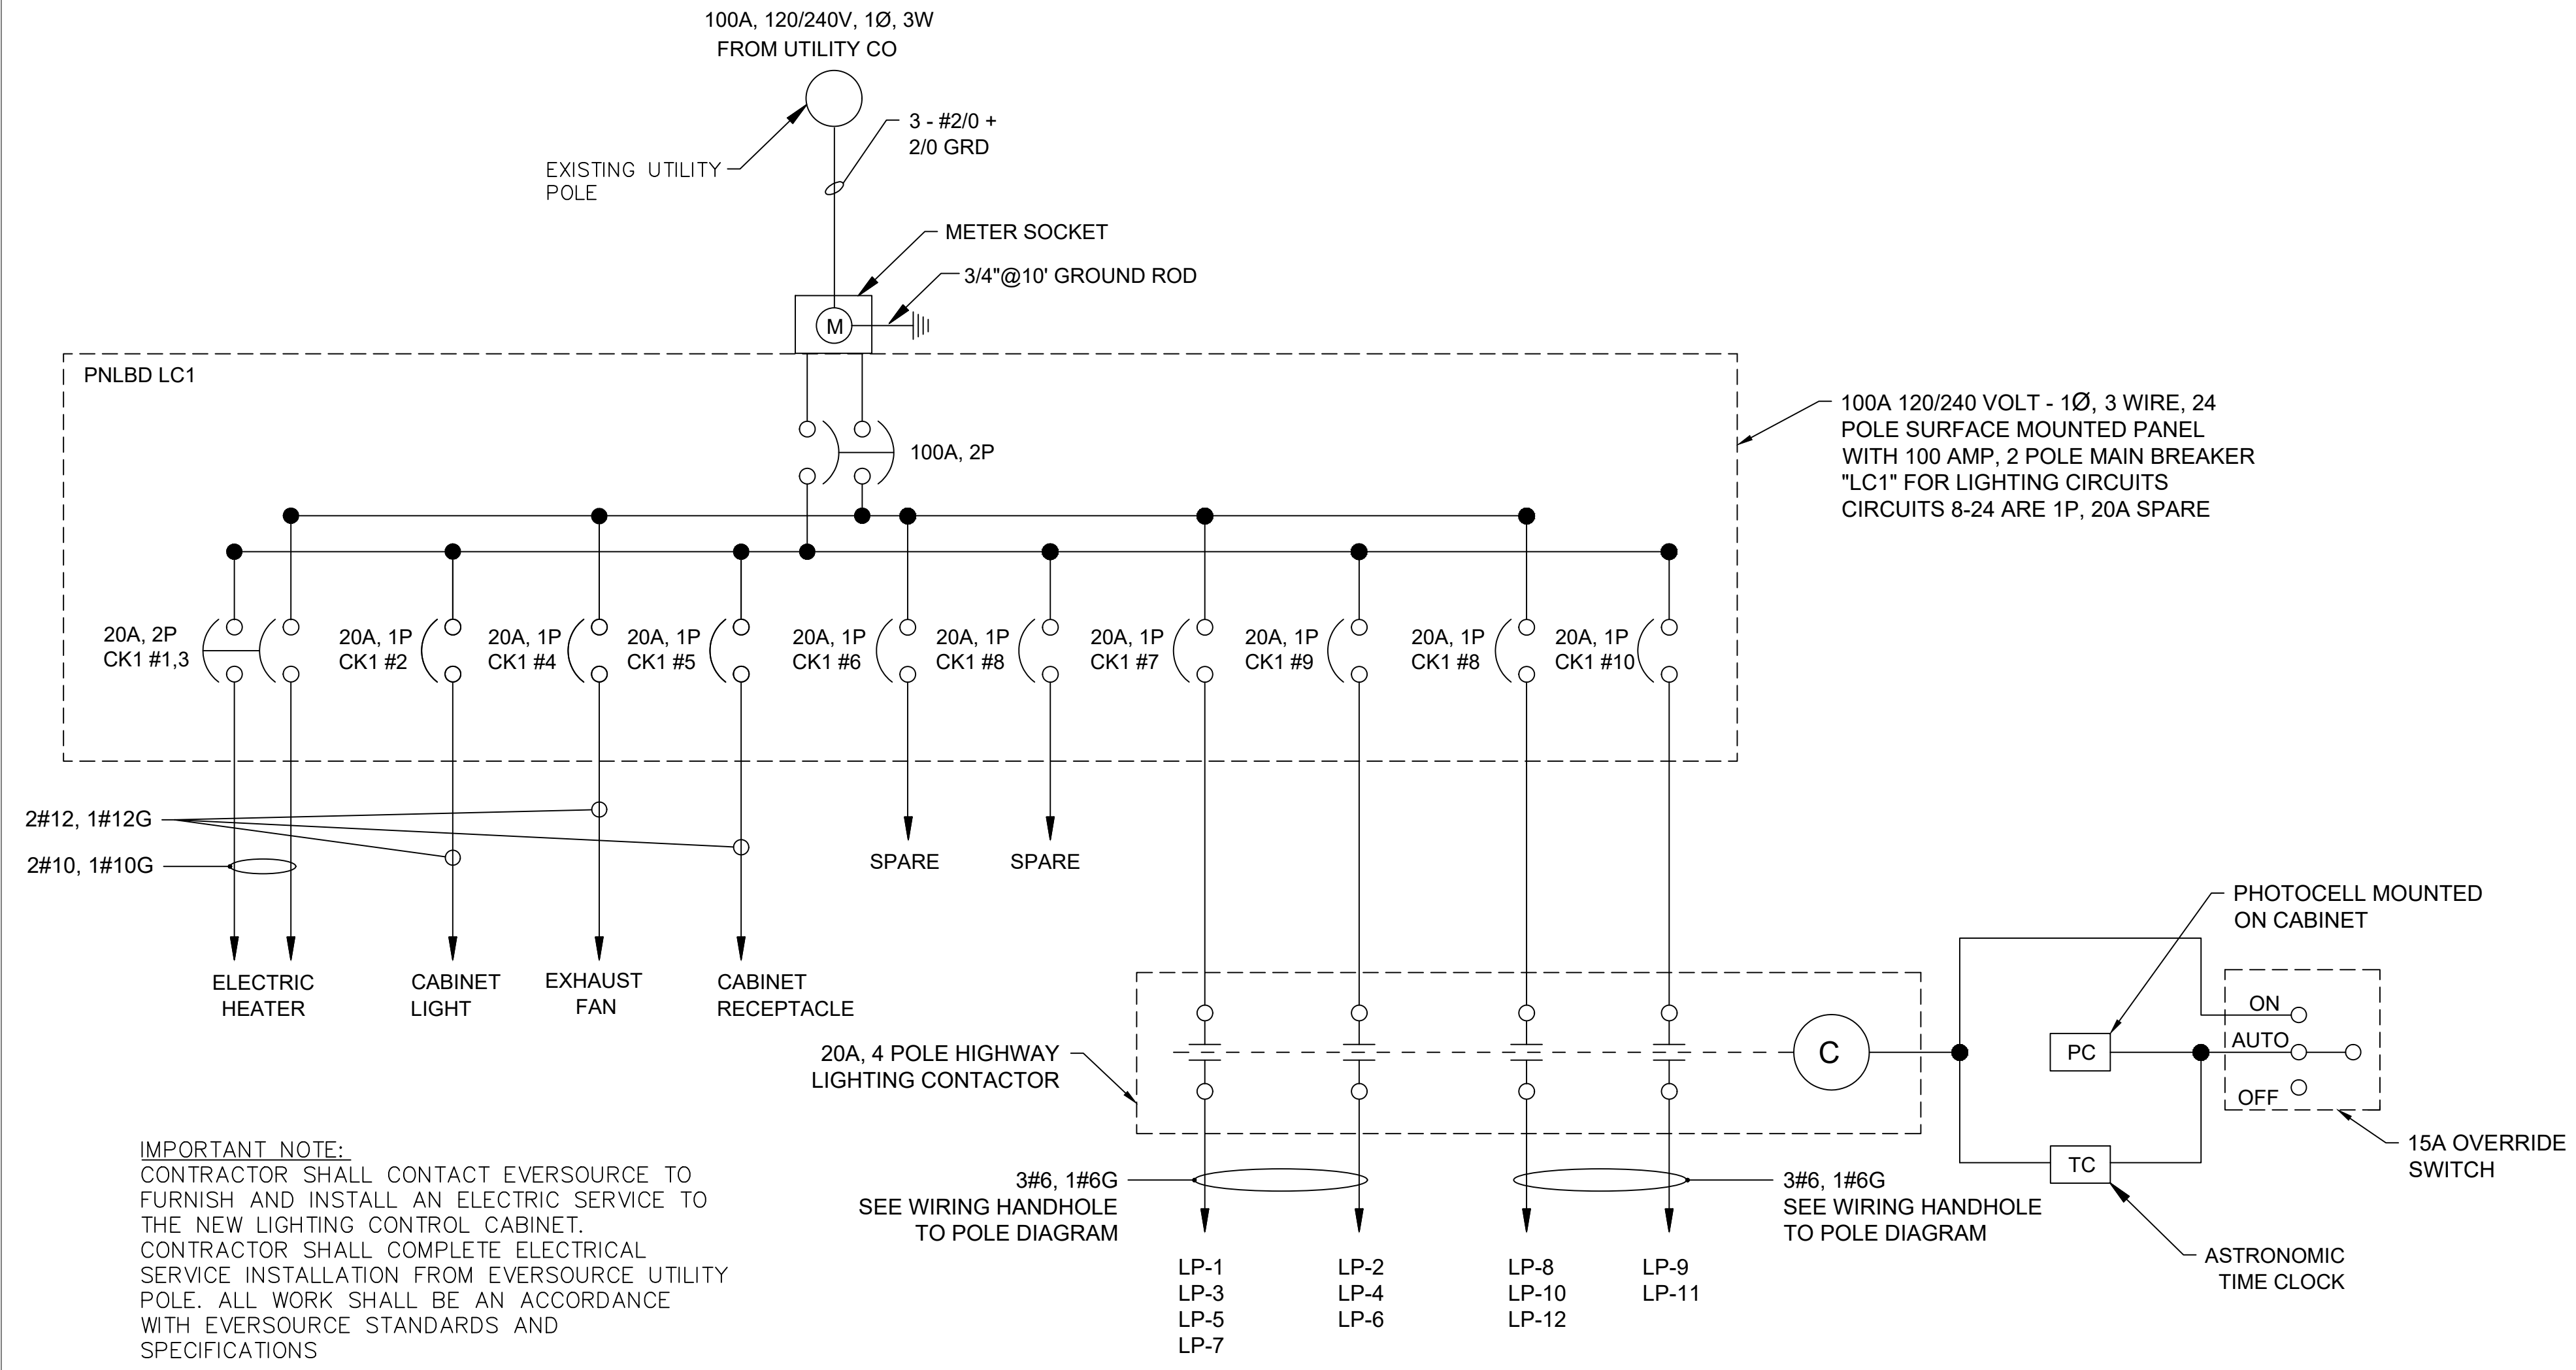 100A, 120/240V, 1Ø, 3W
FROM UTILITY CO
3 - #2/0 +
2/0 GRD
EXISTING UTILITY
POLE
METER SOCKET
3/4"@10' GROUND ROD
M
PNLBD LC1
100A, 2P
100A 120/240 VOLT - 1Ø, 3 WIRE, 24
POLE SURFACE MOUNTED PANEL
WITH 100 AMP, 2 POLE MAIN BREAKER
"LC1" FOR LIGHTING CIRCUITS
CIRCUITS 8-24 ARE 1P, 20A SPARE
20A, 2P
CK1 #1,3
20A, 1P
CK1 #2
20A, 1P
CK1 #4
20A, 1P
CK1 #5
20A, 1P
CK1 #6
20A, 1P
CK1 #8
20A, 1P
CK1 #7
20A, 1P
CK1 #9
20A, 1P
CK1 #8
20A, 1P
CK1 #10
2#12, 1#12G
2#10, 1#10G
SPARE
SPARE
ELECTRIC
HEATER
CABINET
LIGHT
EXHAUST
FAN
CABINET
RECEPTACLE
PHOTOCELL MOUNTED
ON CABINET
20A, 4 POLE HIGHWAY
LIGHTING CONTACTOR
C
PC
TC
ON
AUTO
OFF
15A OVERRIDE
SWITCH
ASTRONOMIC
TIME CLOCK
3#6, 1#6G
SEE WIRING HANDHOLE
TO POLE DIAGRAM
3#6, 1#6G
SEE WIRING HANDHOLE
TO POLE DIAGRAM
LP-1
LP-3
LP-5
LP-7
LP-2
LP-4
LP-6
LP-8
LP-10
LP-12
LP-9
LP-11
IMPORTANT NOTE:
CONTRACTOR SHALL CONTACT EVERSOURCE TO
FURNISH AND INSTALL AN ELECTRIC SERVICE TO
THE NEW LIGHTING CONTROL CABINET.
CONTRACTOR SHALL COMPLETE ELECTRICAL
SERVICE INSTALLATION FROM EVERSOURCE UTILITY
POLE. ALL WORK SHALL BE AN ACCORDANCE
WITH EVERSOURCE STANDARDS AND
SPECIFICATIONS